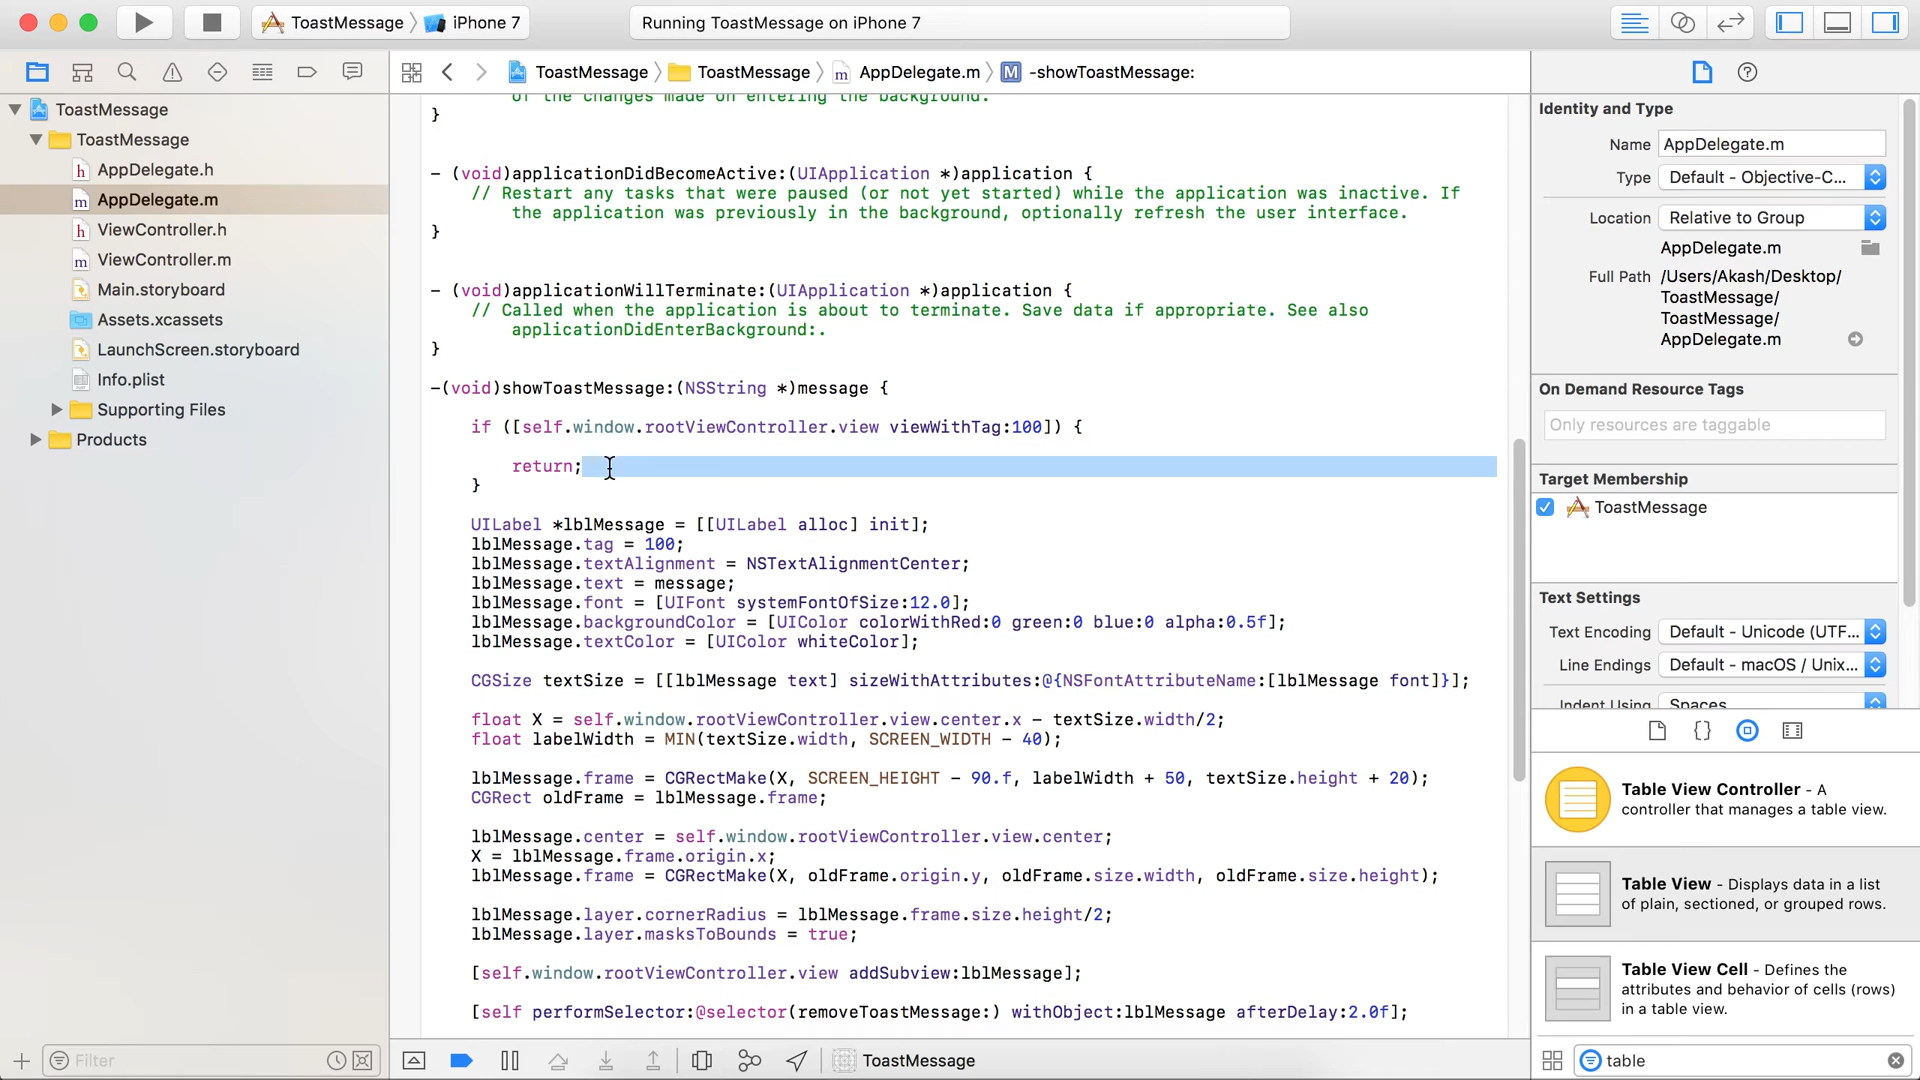 ToastMessage
iPhone 7
Running ToastMessage on iPhone 7
ToastMessage
ToastMessage
AppDelegate.m
-showToastMessage:
ToastMessage
ToastMessage
AppDelegate.h
AppDelegate.m
ViewController.h
ViewController.m
Main.storyboard
Assets.xcassets
LaunchScreen.storyboard
Info.plist
Supporting Files
Products
Filter
of the changes made on entering the background.
}
- (void)applicationDidBecomeActive:(UIApplication *)application {
// Restart any tasks that were paused (or not yet started) while the application was inactive. If
the application was previously in the background, optionally refresh the user interface.
}
- (void)applicationWillTerminate:(UIApplication *)application {
// Called when the application is about to terminate. Save data if appropriate. See also
applicationDidEnterBackground:.
}
-(void)showToastMessage:(NSString *)message {
if ([self.window.rootViewController.view viewWithTag:100]) {
return;
}
UILabel *lblMessage = [[UILabel alloc] init];
lblMessage.tag = 100;
lblMessage.textAlignment = NSTextAlignmentCenter;
lblMessage.text = message;
lblMessage.font = [UIFont systemFontOfSize:12.0];
lblMessage.backgroundColor = [UIColor colorWithRed:0 green:0 blue:0 alpha:0.5f];
lblMessage.textColor = [UIColor whiteColor];
CGSize textSize = [[lblMessage text] sizeWithAttributes:@{NSFontAttributeName:[lblMessage font]}];
float X = self.window.rootViewController.view.center.x - textSize.width/2;
float labelWidth = MIN(textSize.width, SCREEN_WIDTH - 40);
lblMessage.frame = CGRectMake(X, SCREEN_HEIGHT - 90.f, labelWidth + 50, textSize.height + 20);
CGRect oldFrame = lblMessage.frame;
lblMessage.center = self.window.rootViewController.view.center;
X = lblMessage.frame.origin.x;
lblMessage.frame = CGRectMake(X, oldFrame.origin.y, oldFrame.size.width, oldFrame.size.height);
lblMessage.layer.cornerRadius = lblMessage.frame.size.height/2;
lblMessage.layer.masksToBounds = true;
[self.window.rootViewController.view addSubview:lblMessage];
[self performSelector:@selector(removeToastMessage:) withObject:lblMessage afterDelay:2.0f];
ToastMessage
Identity and Type
Name AppDelegate.m
Type Default - Objective-C...
Location Relative to Group
AppDelegate.m
Full Path /Users/Akash/Desktop/
ToastMessage/
ToastMessage/
AppDelegate.m
On Demand Resource Tags
Only resources are taggable
Target Membership
ToastMessage
Text Settings
Text Encoding Default - Unicode (UTF...
Line Endings Default - macOS / Unix...
Indent Using Spaces
Table View Controller - A
controller that manages a table view.
Table View - Displays data in a list
of plain, sectioned, or grouped rows.
Table View Cell - Defines the
attributes and behavior of cells (rows)
in a table view.
table